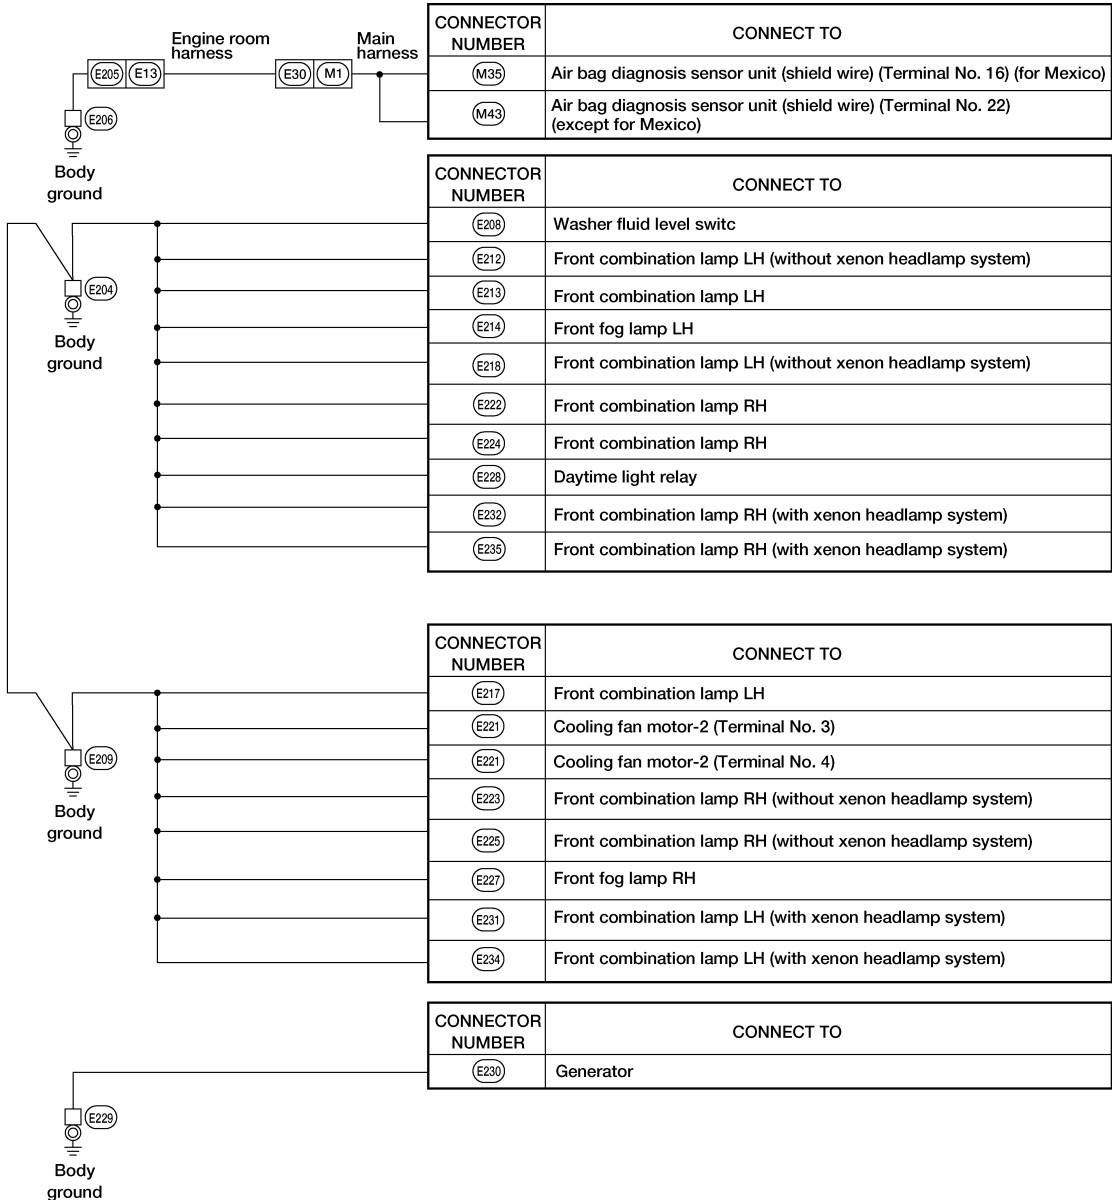 Engine room
harness
Main
harness
E205 E13 E30 M1
E206
Body
ground
CONNECTOR
NUMBER
CONNECT TO
M35 Air bag diagnosis sensor unit (shield wire) (Terminal No. 16) (for Mexico)
M43 Air bag diagnosis sensor unit (shield wire) (Terminal No. 22)
(except for Mexico)
CONNECTOR
NUMBER
CONNECT TO
E204
Body
ground
E208 Washer fluid level switc
E212 Front combination lamp LH (without xenon headlamp system)
E213 Front combination lamp LH
E214 Front fog lamp LH
E218 Front combination lamp LH (without xenon headlamp system)
E222 Front combination lamp RH
E224 Front combination lamp RH
E228 Daytime light relay
E232 Front combination lamp RH (with xenon headlamp system)
E235 Front combination lamp RH (with xenon headlamp system)
CONNECTOR
NUMBER
CONNECT TO
E209
Body
ground
E217 Front combination lamp LH
E221 Cooling fan motor-2 (Terminal No. 3)
E221 Cooling fan motor-2 (Terminal No. 4)
E223 Front combination lamp RH (without xenon headlamp system)
E225 Front combination lamp RH (without xenon headlamp system)
E227 Front fog lamp RH
E231 Front combination lamp LH (with xenon headlamp system)
E234 Front combination lamp LH (with xenon headlamp system)
CONNECTOR
NUMBER
CONNECT TO
E230 Generator
E229
Body
ground